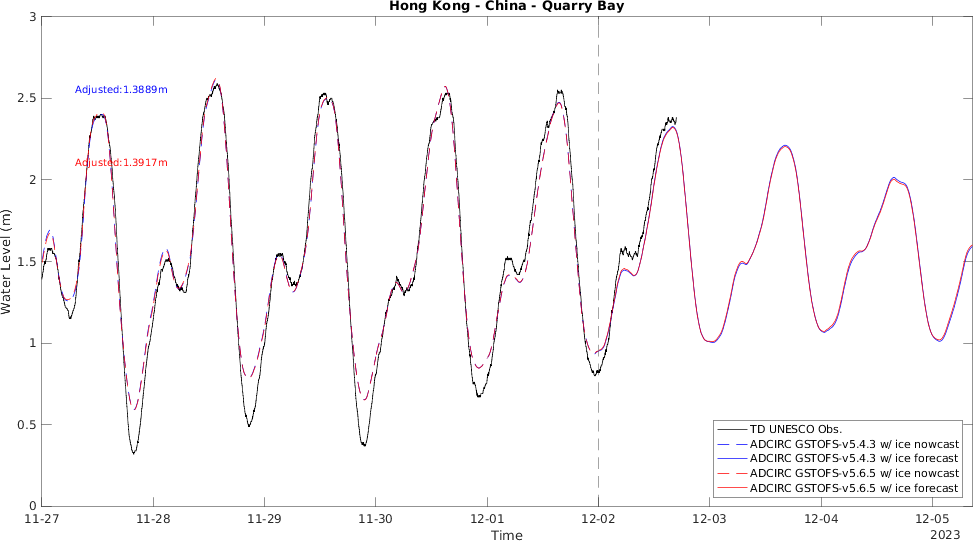 Hong Kong - China - Quarry Bay
3
2.5
2
1.5
1
0.5
0
Water Level (m)
Adjusted:1.3889m
Adjusted:1.3917m
TD UNESCO Obs.
ADCIRC GSTOFS-v5.4.3 w/ ice nowcast
ADCIRC GSTOFS-v5.4.3 w/ ice forecast
ADCIRC GSTOFS-v5.6.5 w/ ice nowcast
ADCIRC GSTOFS-v5.6.5 w/ ice forecast
11-27 11-28 11-29 11-30 12-01 12-02 12-03 12-04 12-05
Time
2023